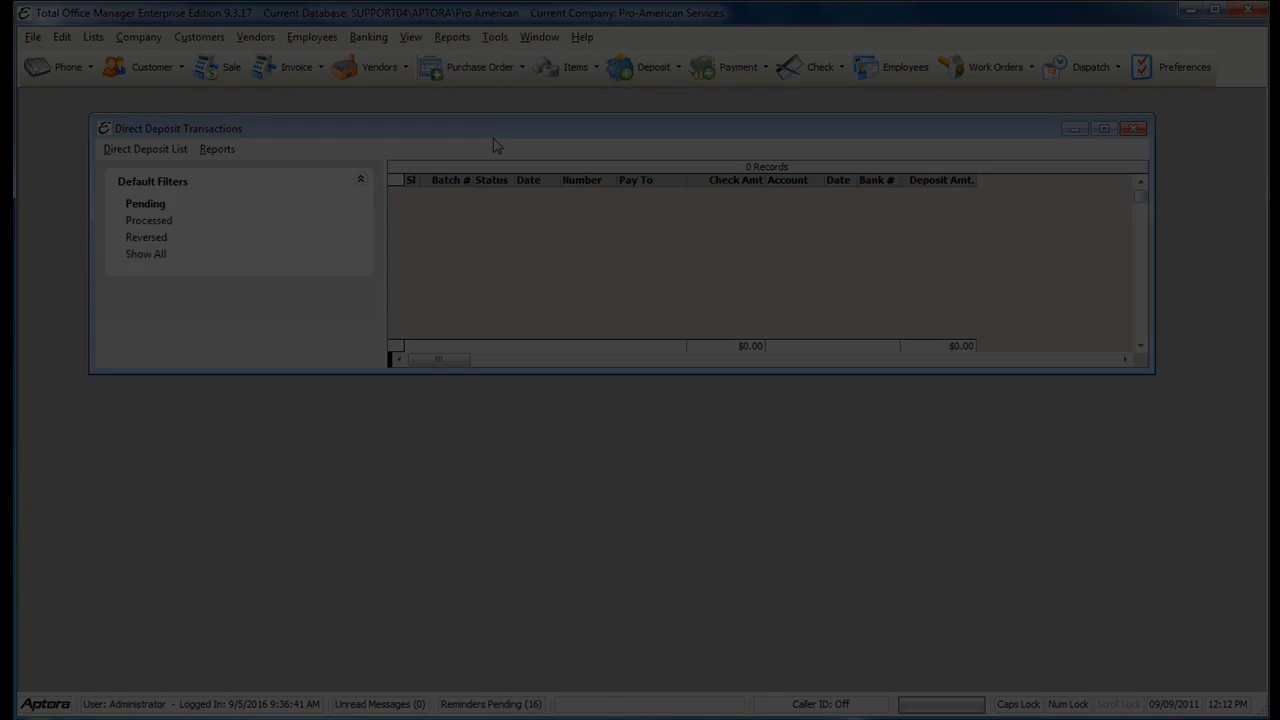 Total Office Manager Enterprise Edition 9.3.17 Current Database: SUPPORT04\APTORA\Pro American Current Company: Pro-American Services
File Edit Lists Company Customers Vendors Employees Banking View Reports Tools Window Help
Phone Customer Sale Invoice Vendors Purchase Order Items Deposit Payment Check Employees Work Orders Dispatch Preferences
Direct Deposit Transactions
Direct Deposit List Reports
0 Records
Default Filters
Sl Batch # Status Date Number Pay To Check Amt Account Date Bank # Deposit Amt.
Pending
Processed
Reversed
Show All
$0.00 $0.00
Aptora User: Administrator - Logged In: 9/5/2016 9:36:41 AM Unread Messages (0) Reminders Pending (16) Caller ID: Off Caps Lock Num Lock Scroll Lock 09/09/2011 12:12 PM